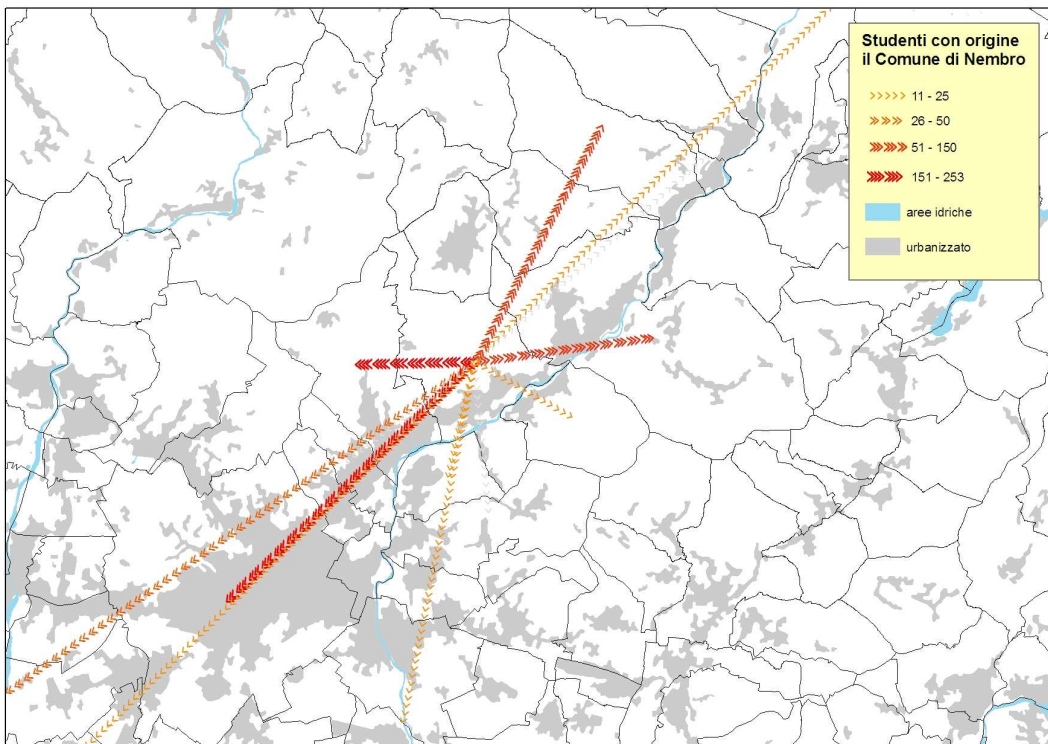 Studenti con origine
il Comune di Nembro
11 - 25
26 - 50
51 - 150
151 - 253
aree idriche
urbanizzato